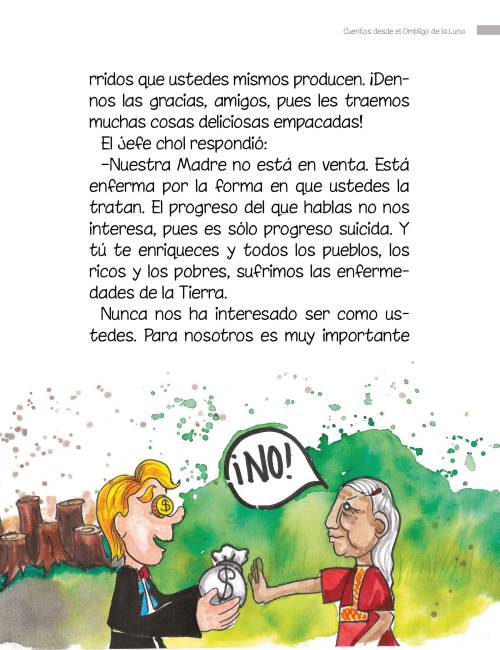 Cuentos desde el Ombligo de la Luna
rridos que ustedes mismos producen. ¡Den-
nos las gracias, amigos, pues les traemos
muchas cosas deliciosas empacadas!
El jefe chol respondió:
–Nuestra Madre no está en venta. Está
enferma por la forma en que ustedes la
tratan. El progreso del que hablas no nos
interesa, pues es sólo progreso suicida. Y
tú te enriqueces y todos los pueblos, los
ricos y los pobres, sufrimos las enferme-
dades de la Tierra.
Nunca nos ha interesado ser como us-
tedes. Para nosotros es muy importante
¡NO!
$
$